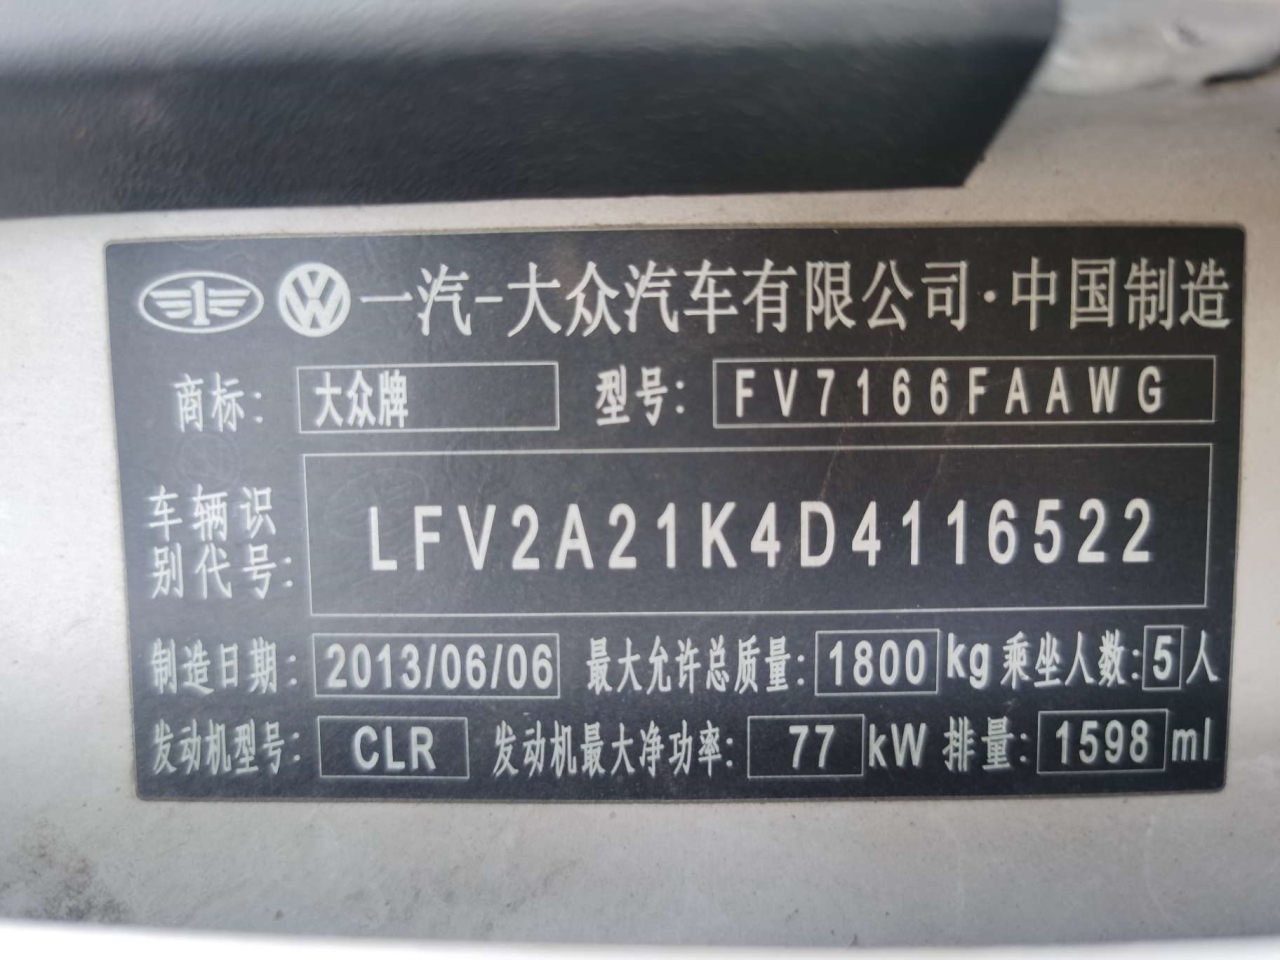 一汽-大众汽车有限公司·中国制造
商标: 大众牌 型号: FV7166FAAWG
车辆识别代号: LFV2A21K4D4116522
制造日期: 2013/06/06 最大允许总质量: 1800 kg 乘坐人数: 5 人
发动机型号: CLR 发动机最大净功率: 77 kW 排量: 1598 ml